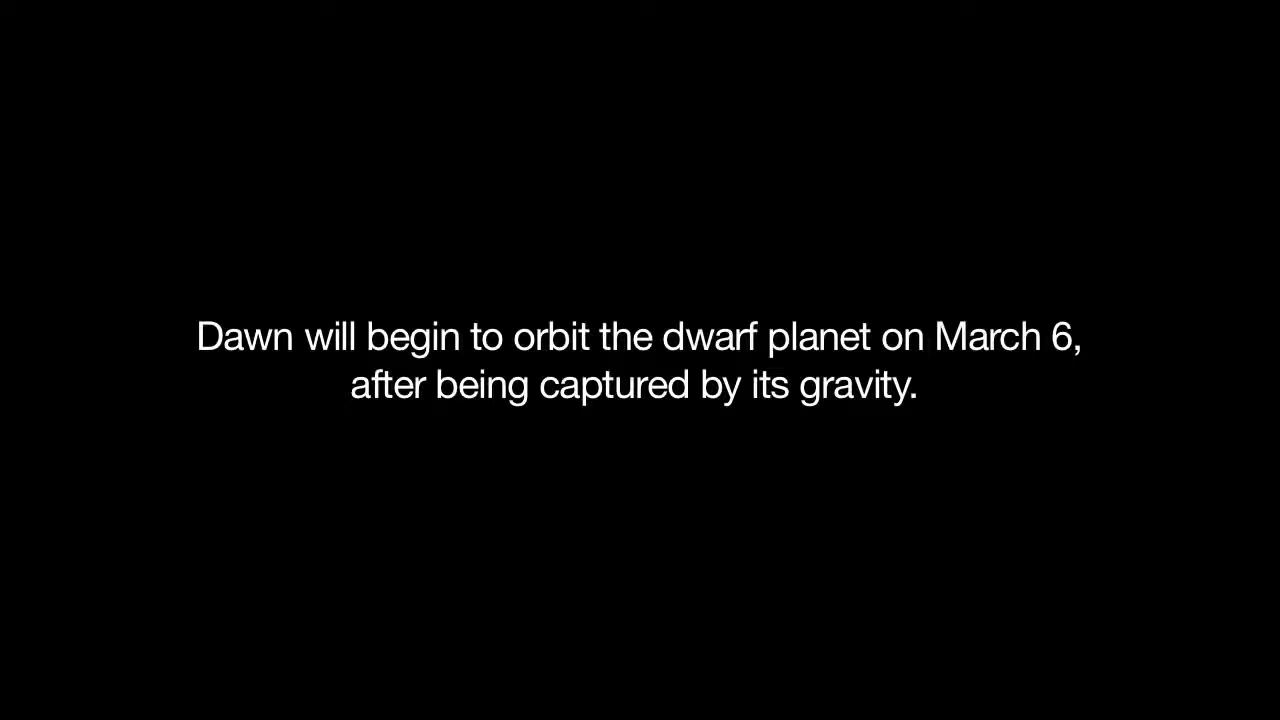 Dawn will begin to orbit the dwarf planet on March 6,
after being captured by its gravity.